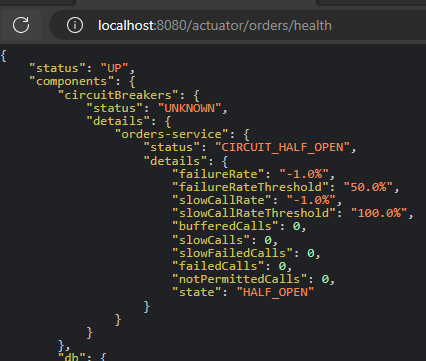 localhost:8080/actuator/orders/health
{
    "status": "UP",
    "components": {
        "circuitBreakers": {
            "status": "UNKNOWN",
            "details": {
                "orders-service": {
                    "status": "CIRCUIT_HALF_OPEN",
                    "details": {
                        "failureRate": "-1.0%",
                        "failureRateThreshold": "50.0%",
                        "slowCallRate": "-1.0%",
                        "slowCallRateThreshold": "100.0%",
                        "bufferedCalls": 0,
                        "slowCalls": 0,
                        "slowFailedCalls": 0,
                        "failedCalls": 0,
                        "notPermittedCalls": 0,
                        "state": "HALF_OPEN"
                    }
                }
            }
        },
        "db": {